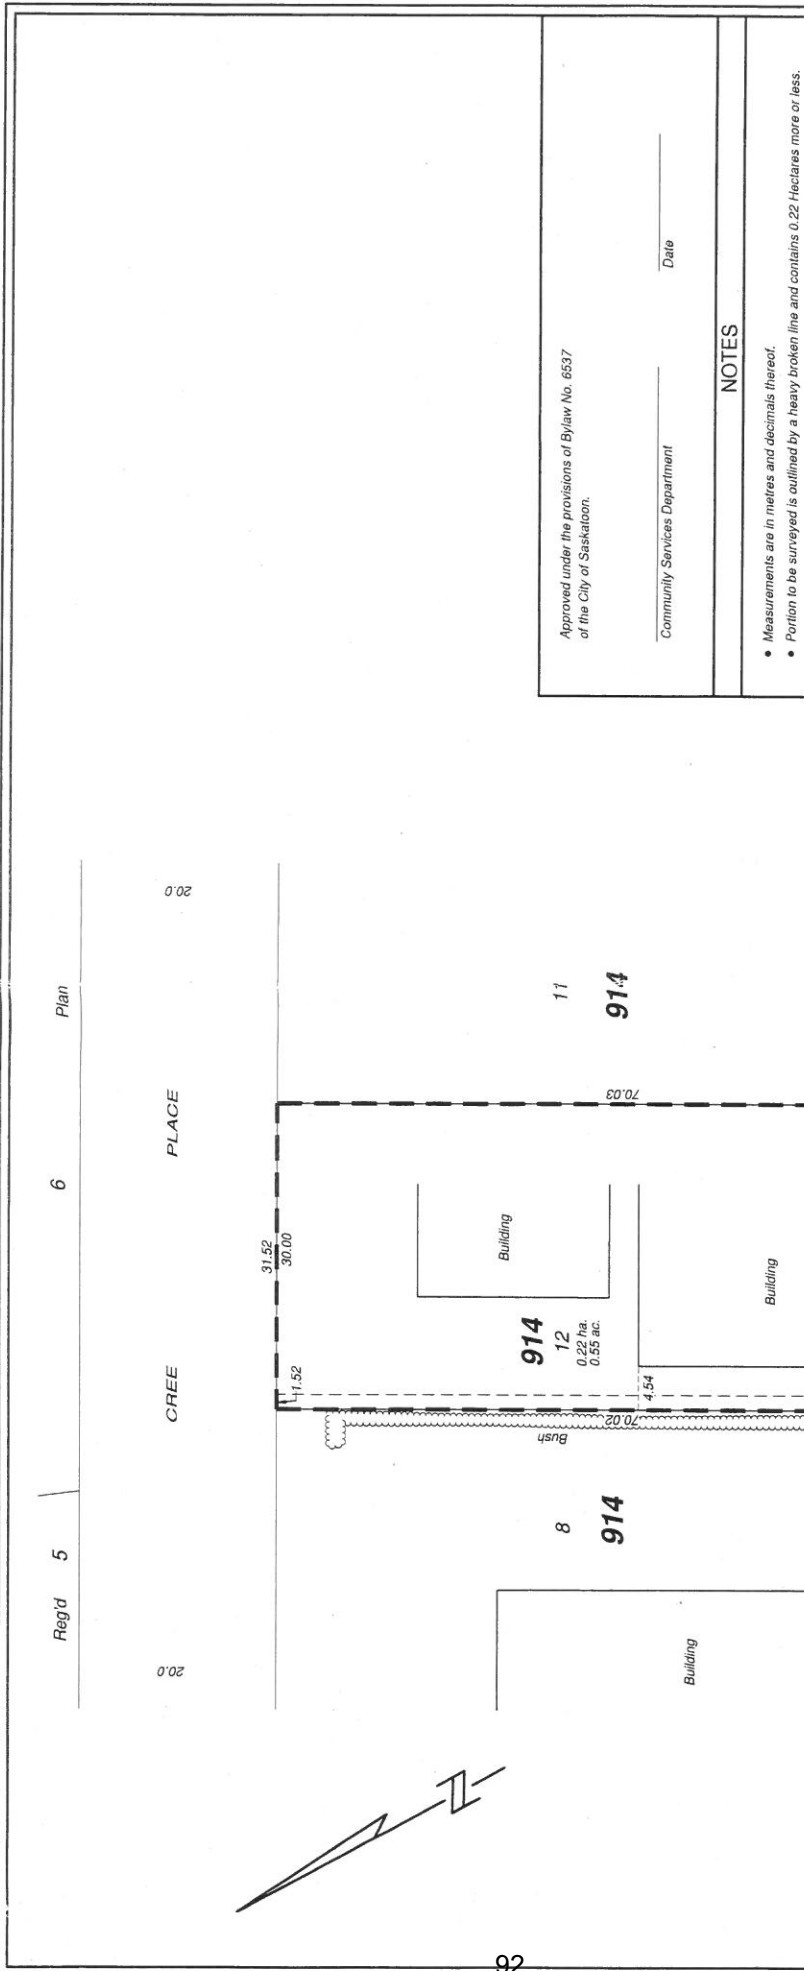 Reg'd 5 6 Plan
20.0 CREE PLACE 20.0
31.52
30.00
1.52
Building
914
12
0.22 ha.
0.55 ac.
70.03
11
914
4.54
70.02
Bush
8
914
Building
Building
Approved under the provisions of Bylaw No. 6537
of the City of Saskatoon.
Community Services Department Date
NOTES
• Measurements are in metres and decimals thereof.
• Portion to be surveyed is outlined by a heavy broken line and contains 0.22 Hectares more or less.
N
92